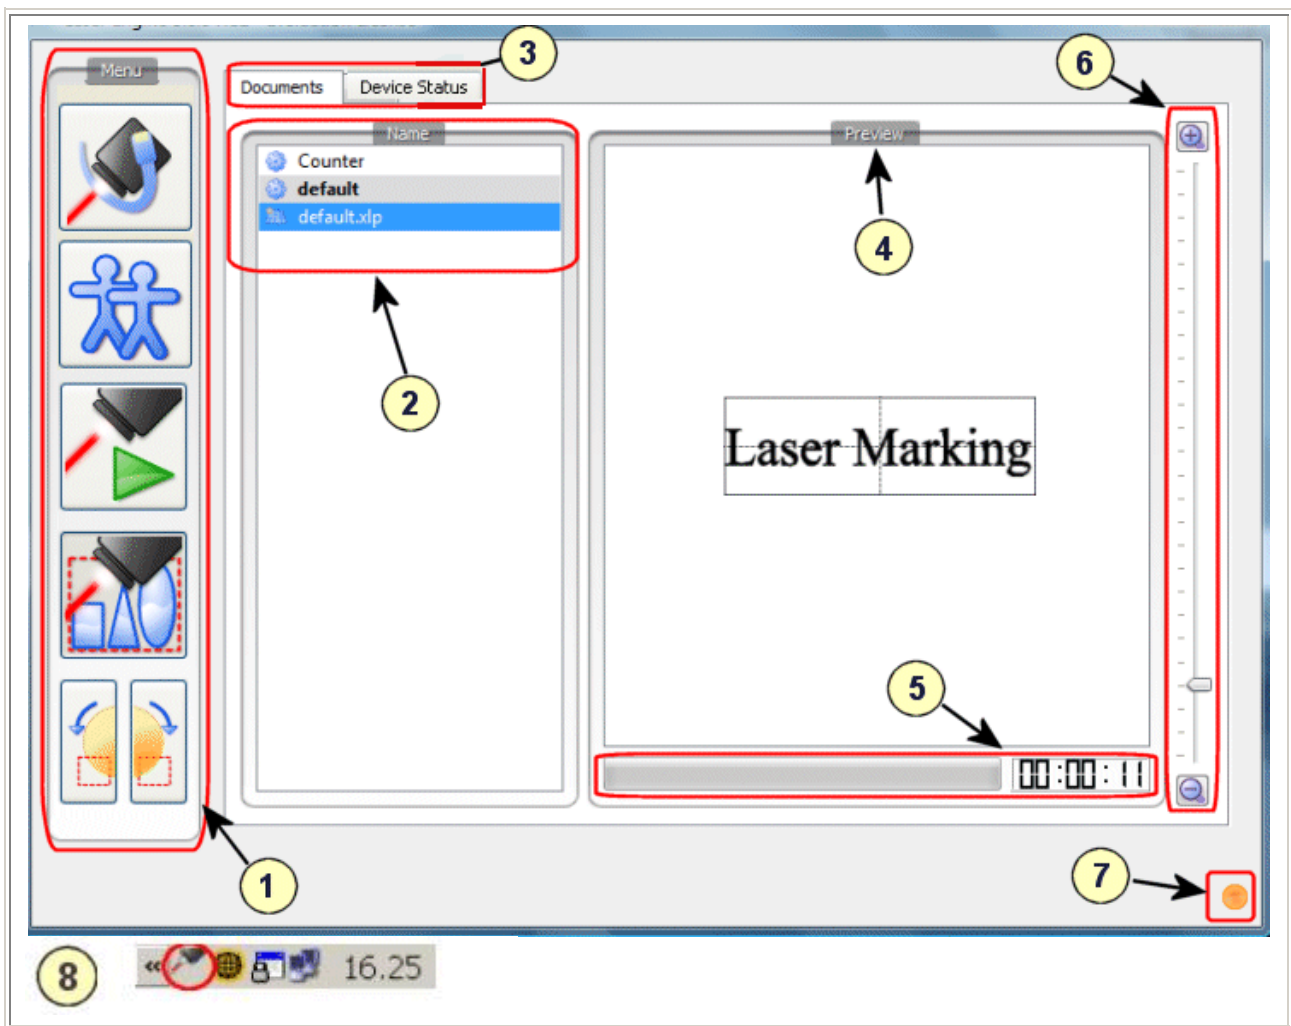 3
6
Menu
Documents Device Status
Name
Preview
Counter
default
default.xlp
4
2
Laser Marking
5
00:00:11
1
7
8
« 16.25